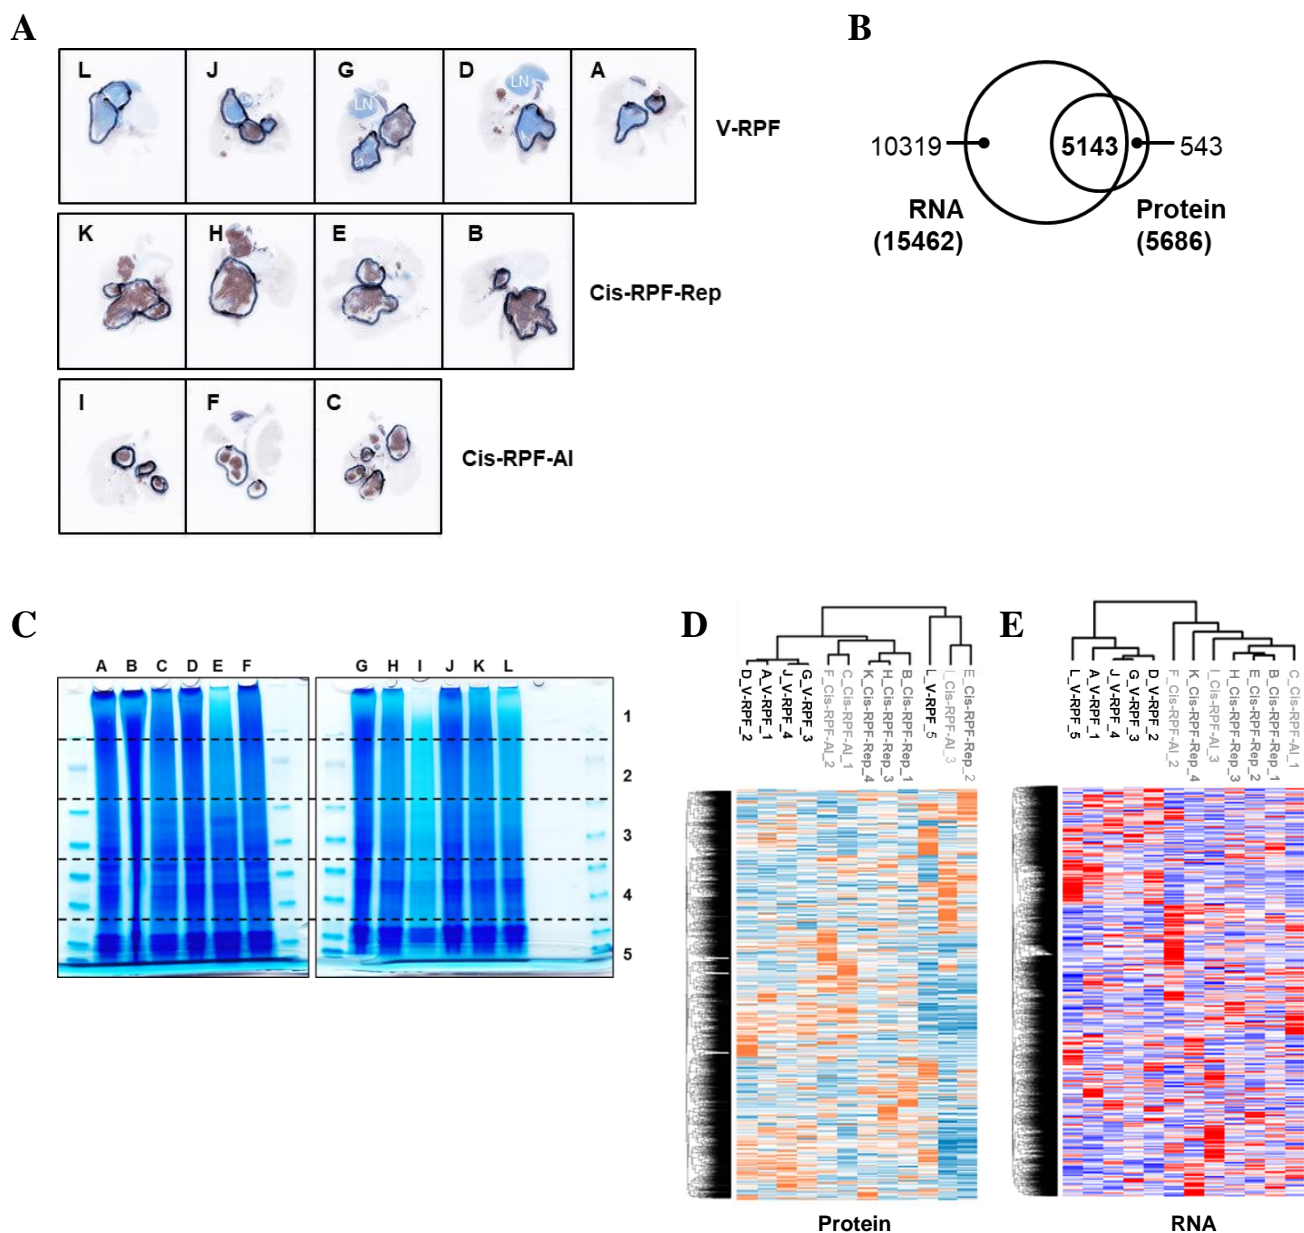 A
L
J
G
D
A
LN
LN
V-RPF
K
H
E
B
Cis-RPF-Rep
I
F
C
Cis-RPF-AI
B
10319
5143
543
RNA
(15462)
Protein
(5686)
C
A B C D E F
G H I J K L
1
2
3
4
5
D
D_V-RPF_2
A_V-RPF_1
J_V-RPF_4
G_V-RPF_3
F_Cis-RPF-AI_2
C_Cis-RPF-AI_1
K_Cis-RPF-Rep_4
H_Cis-RPF-Rep_3
B_Cis-RPF-Rep_1
L_V-RPF_5
I_Cis-RPF-AI_3
E_Cis-RPF-Rep_2
Protein
E
L_V-RPF_5
A_V-RPF_1
J_V-RPF_4
G_V-RPF_3
D_V-RPF_2
F_Cis-RPF-AI_2
K_Cis-RPF-Rep_4
I_Cis-RPF-AI_3
H_Cis-RPF-Rep_3
E_Cis-RPF-Rep_2
B_Cis-RPF-Rep_1
C_Cis-RPF-AI_1
RNA